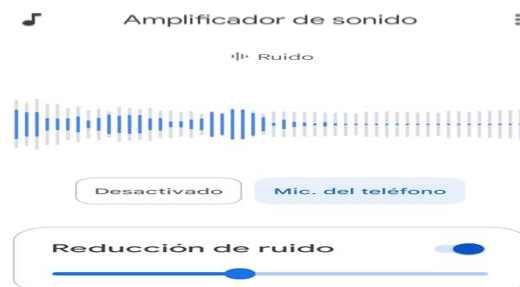 Amplificador de sonido
Ruido
Desactivado
Mic. del teléfono
Reducción de ruido